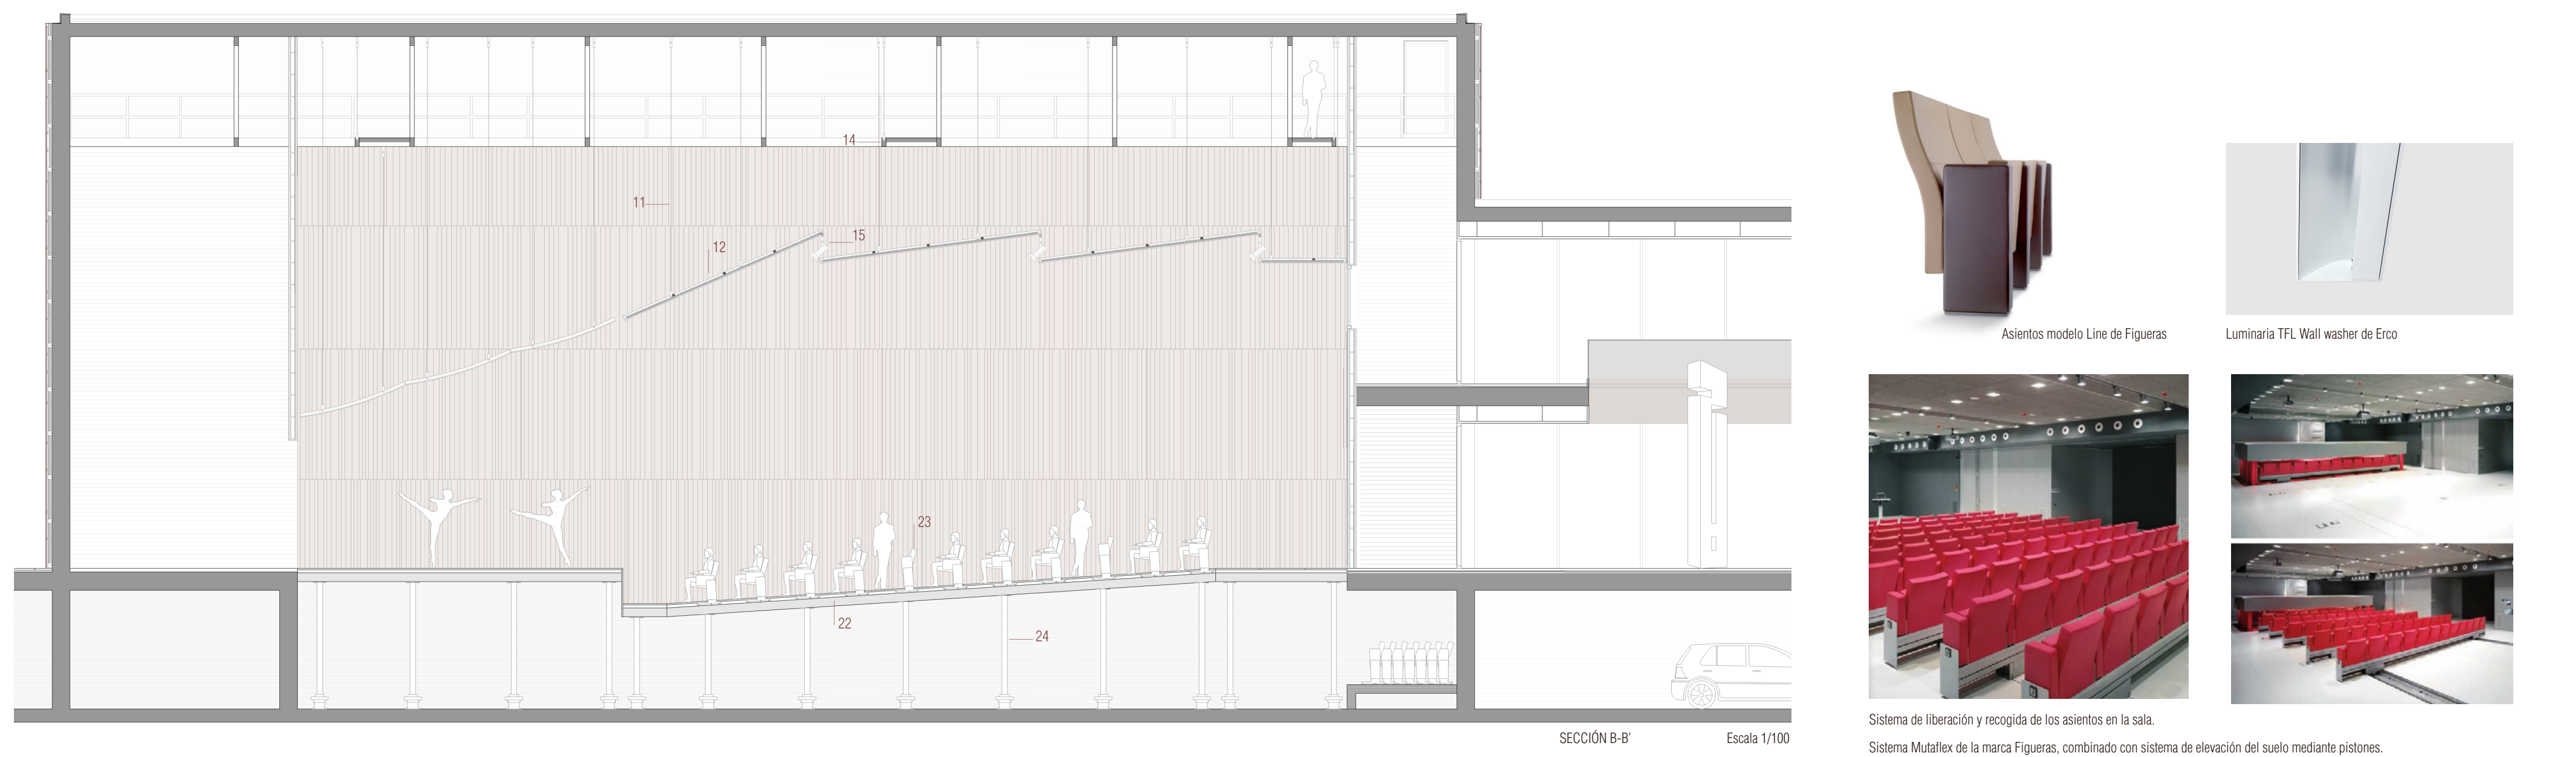 14
11
12
15
23
22
24
SECCIÓN B-B'
Escala 1/100
Asientos modelo Line de Figueras
Luminaria TFL Wall washer de Erco
Sistema de liberación y recogida de los asientos en la sala.
Sistema Mutaflex de la marca Figueras, combinado con sistema de elevación del suelo mediante pistones.